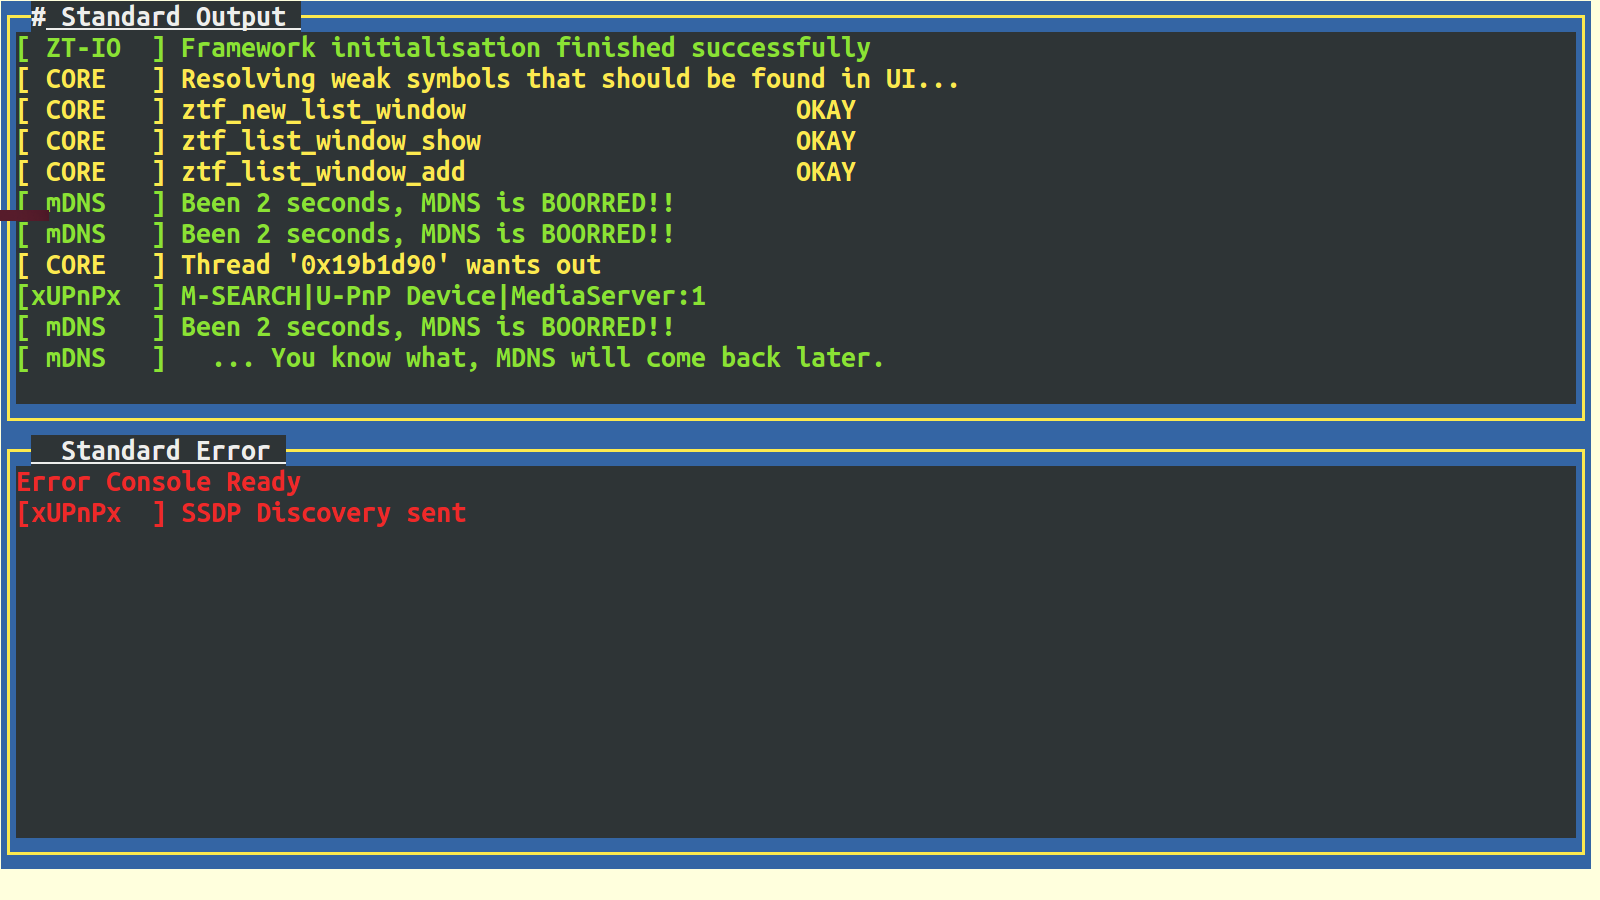 # Standard Output
[ ZT-IO  ] Framework initialisation finished successfully
[ CORE   ] Resolving weak symbols that should be found in UI...
[ CORE   ] ztf_new_list_window                      OKAY
[ CORE   ] ztf_list_window_show                     OKAY
[ CORE   ] ztf_list_window_add                      OKAY
[ mDNS   ] Been 2 seconds, MDNS is BOORRED!!
[ mDNS   ] Been 2 seconds, MDNS is BOORRED!!
[ CORE   ] Thread '0x19b1d90' wants out
[xUPnPx  ] M-SEARCH|U-PnP Device|MediaServer:1
[ mDNS   ] Been 2 seconds, MDNS is BOORRED!!
[ mDNS   ]   ... You know what, MDNS will come back later.
Standard Error
Error Console Ready
[xUPnPx  ] SSDP Discovery sent